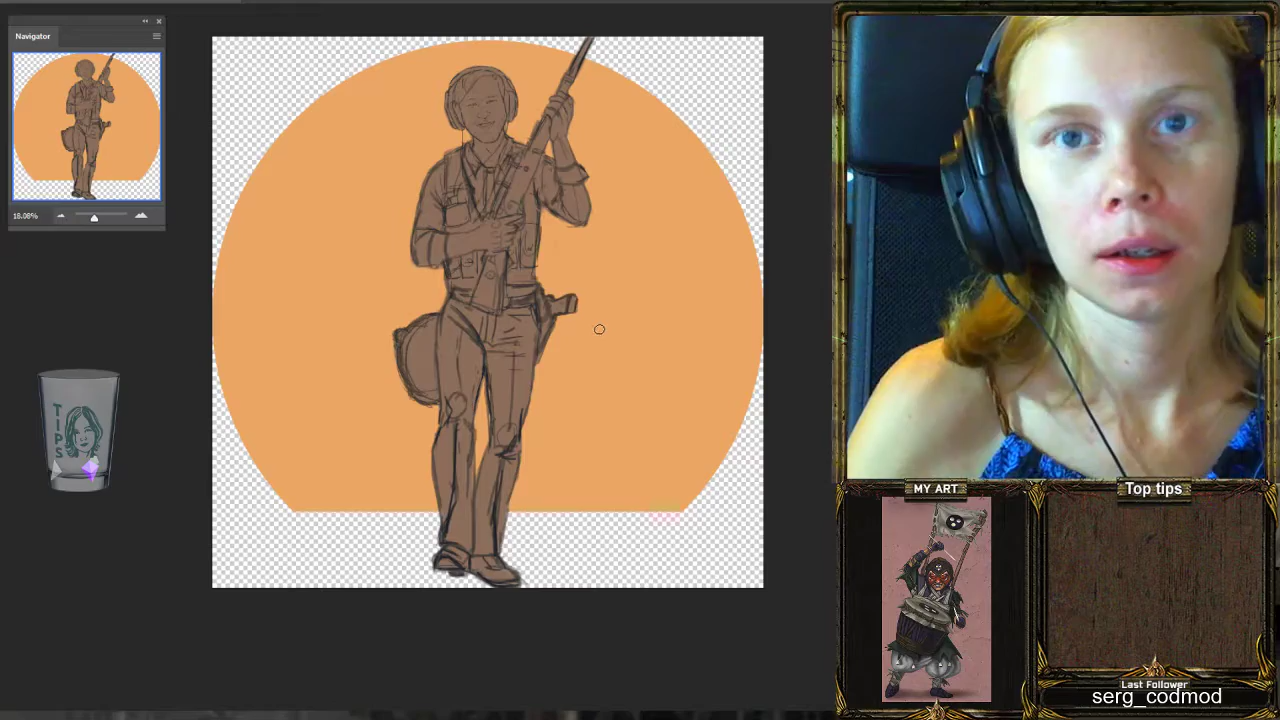 Navigator
18.08%
TIPS
MY ART
Top tips
Last Follower
serg_codmod